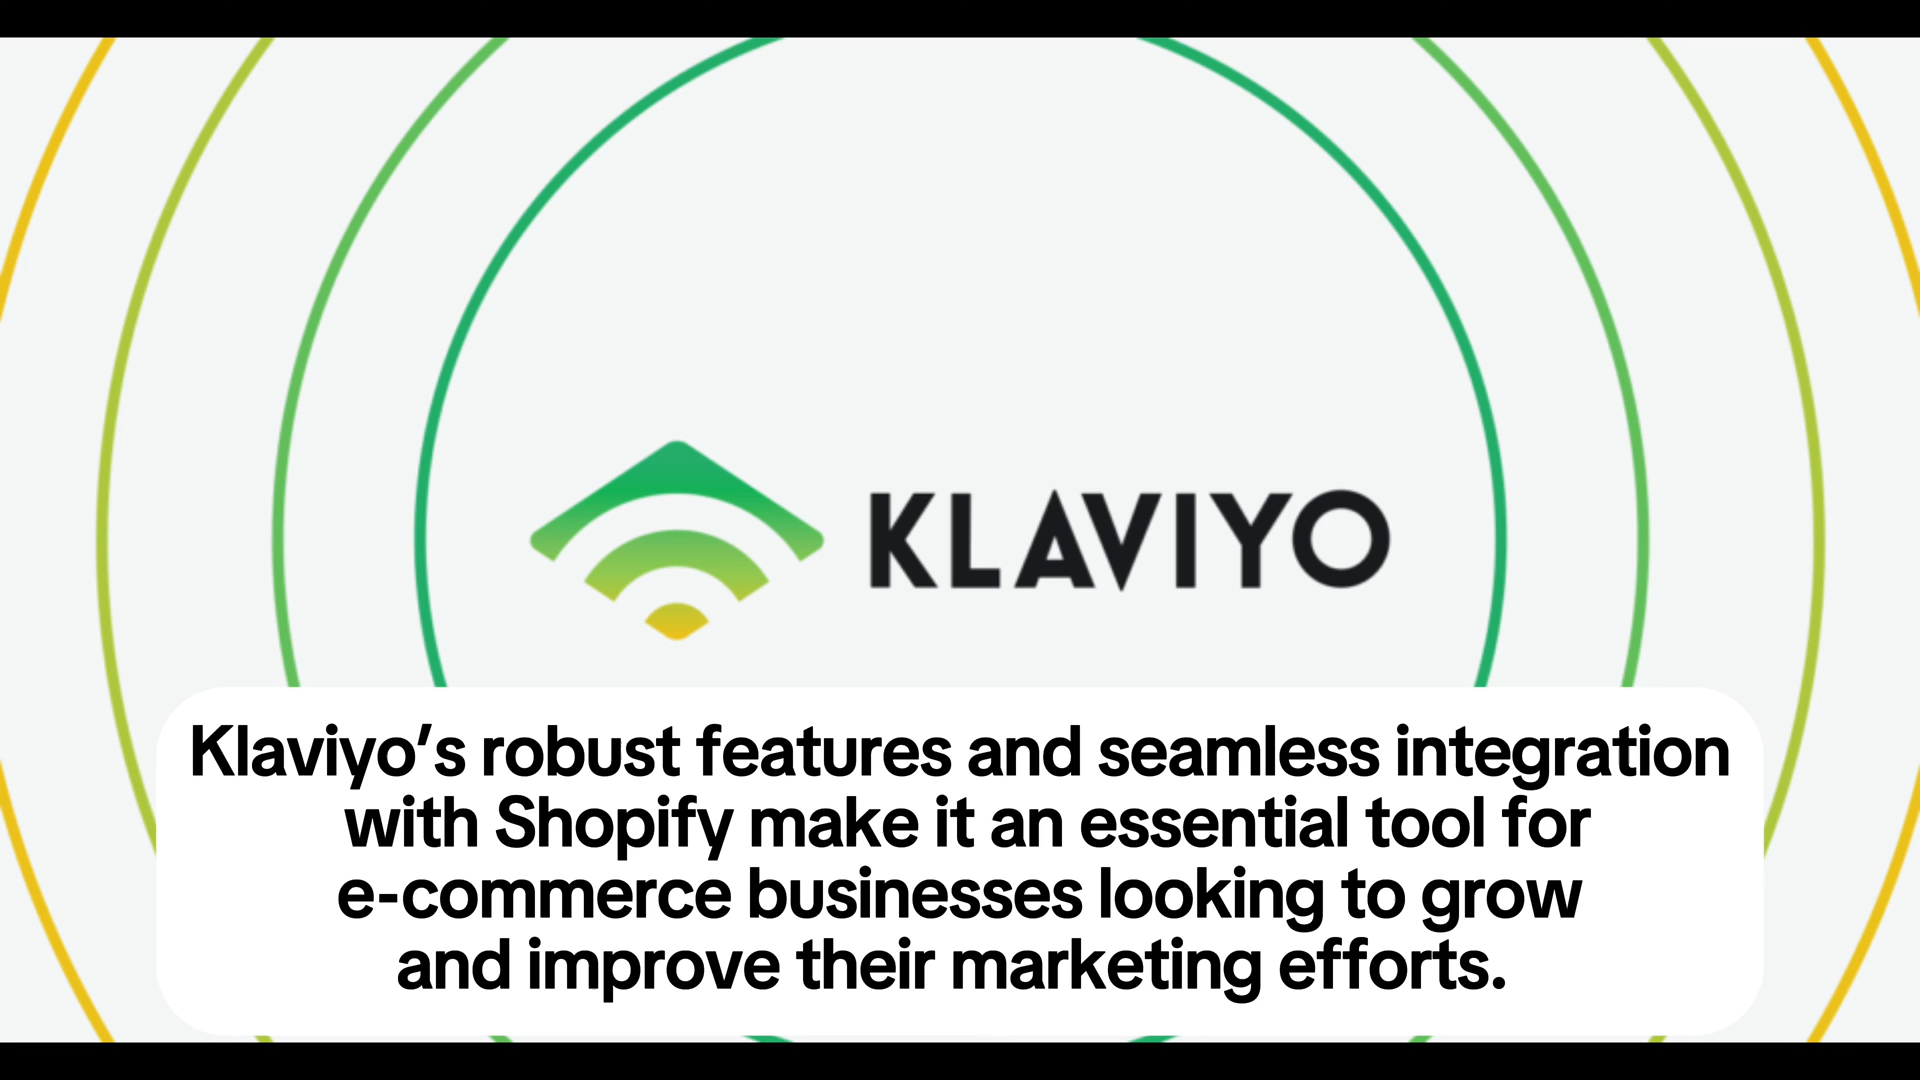 KLAVIYO
Klaviyo’s robust features and seamless integration
with Shopify make it an essential tool for
e-commerce businesses looking to grow
and improve their marketing efforts.